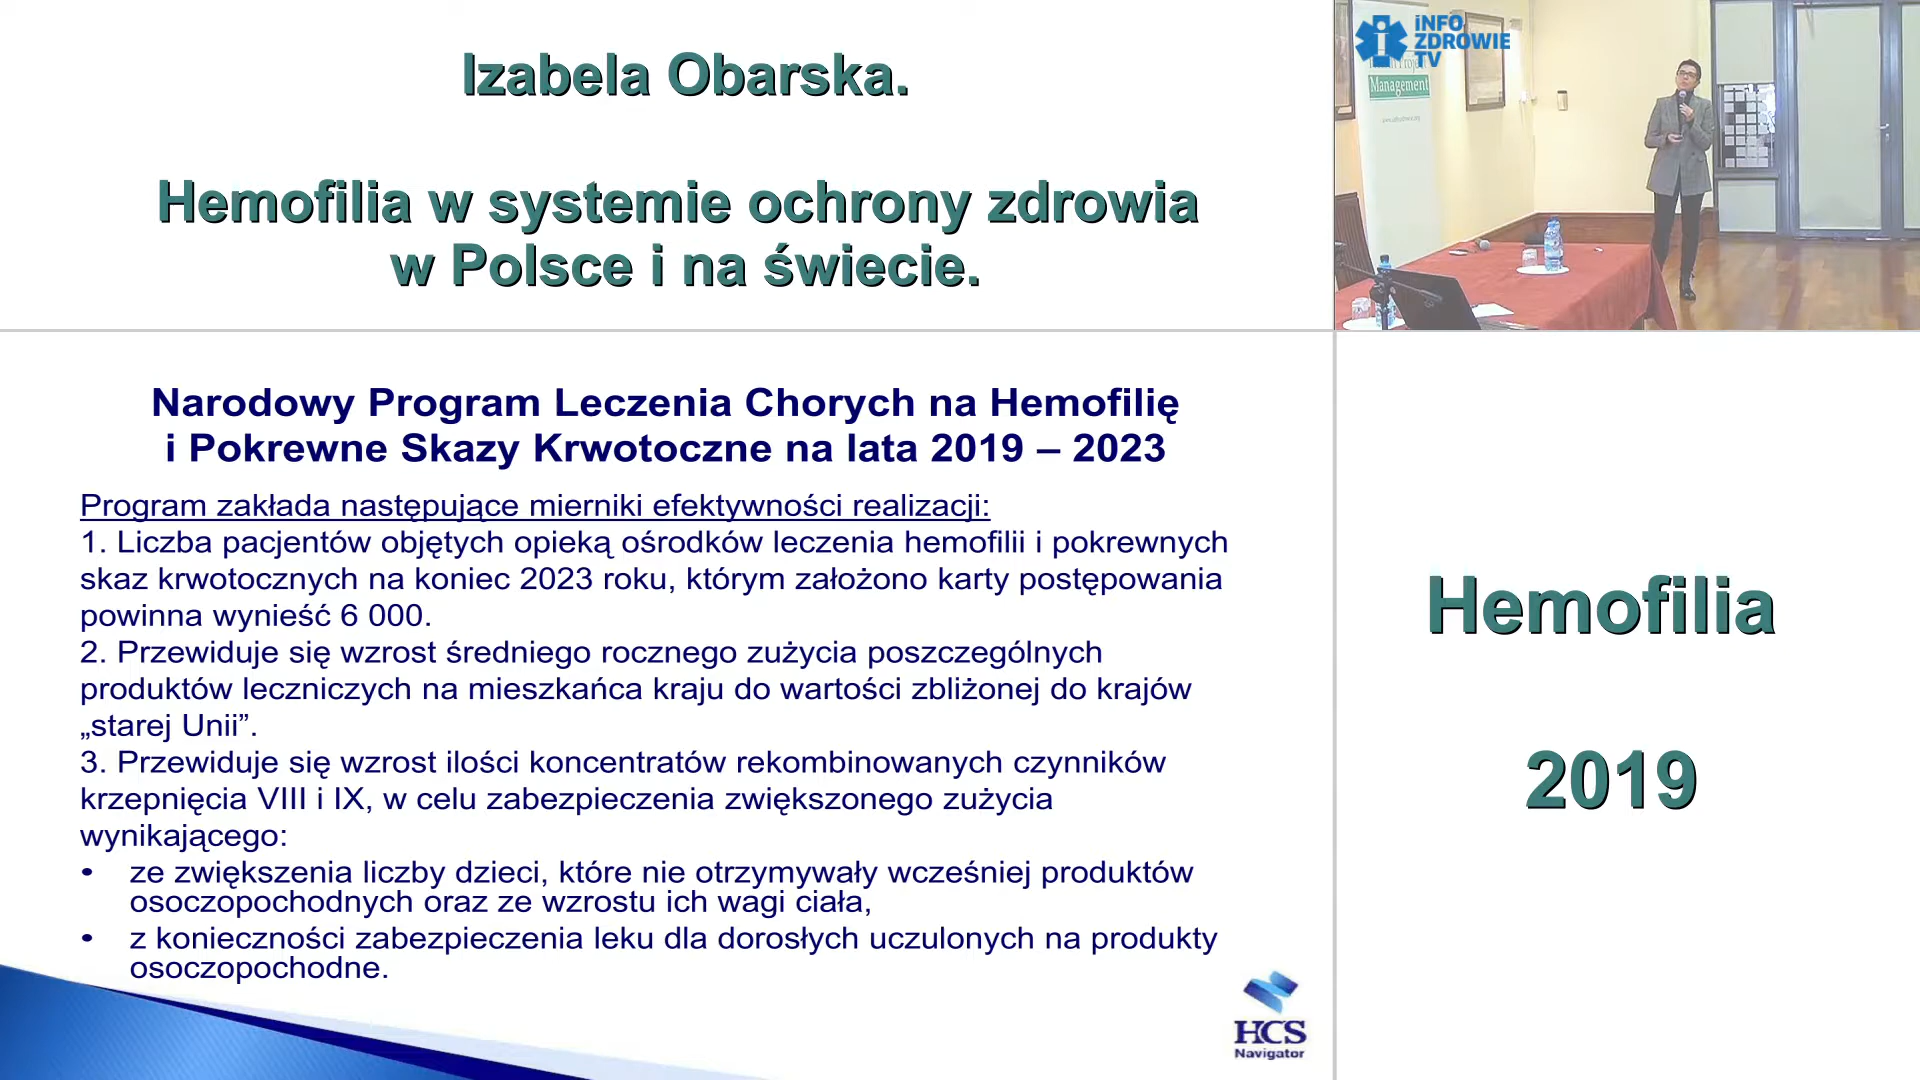 Izabela Obarska.
Hemofilia w systemie ochrony zdrowia
w Polsce i na świecie.
iNFO
ZDROWIE
TV
Management
Narodowy Program Leczenia Chorych na Hemofilię
i Pokrewne Skazy Krwotoczne na lata 2019 – 2023
Program zakłada następujące mierniki efektywności realizacji:
1. Liczba pacjentów objętych opieką ośrodków leczenia hemofilii i pokrewnych
skaz krwotocznych na koniec 2023 roku, którym założono karty postępowania
powinna wynieść 6 000.
2. Przewiduje się wzrost średniego rocznego zużycia poszczególnych
produktów leczniczych na mieszkańca kraju do wartości zbliżonej do krajów
„starej Unii”.
3. Przewiduje się wzrost ilości koncentratów rekombinowanych czynników
krzepnięcia VIII i IX, w celu zabezpieczenia zwiększonego zużycia
wynikającego:
• ze zwiększenia liczby dzieci, które nie otrzymywały wcześniej produktów
osoczopochodnych oraz ze wzrostu ich wagi ciała,
• z konieczności zabezpieczenia leku dla dorosłych uczulonych na produkty
osoczopochodne.
HCS
Navigator
Hemofilia
2019